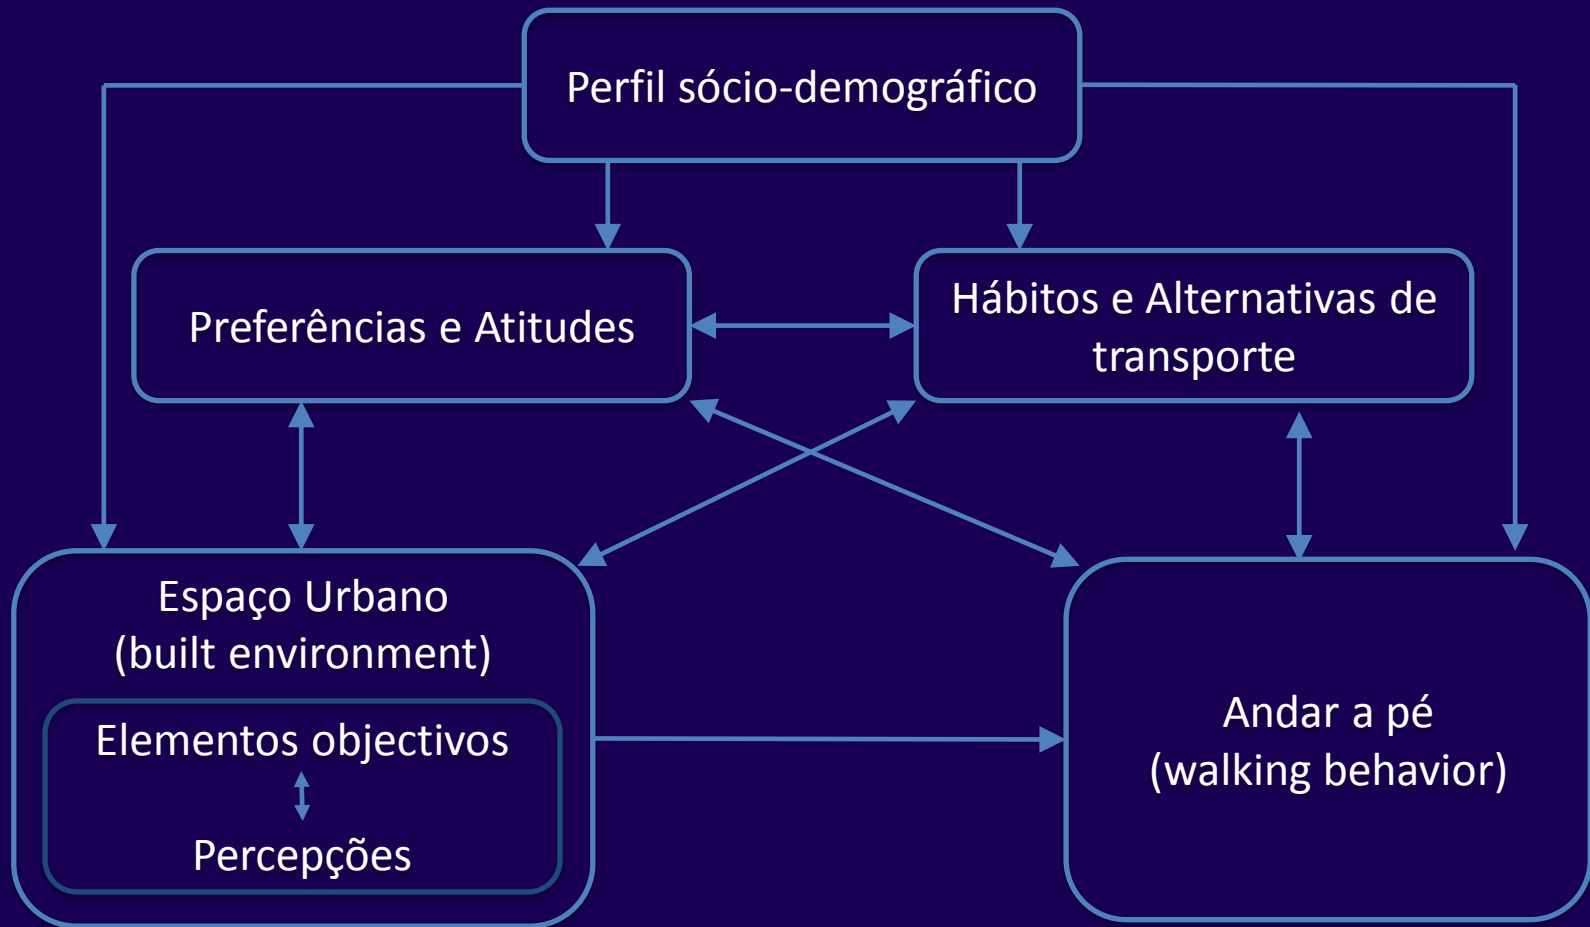 Perfil sócio-demográfico
Preferências e Atitudes
Hábitos e Alternativas de
transporte
Espaço Urbano
(built environment)
Elementos objectivos
Percepções
Andar a pé
(walking behavior)